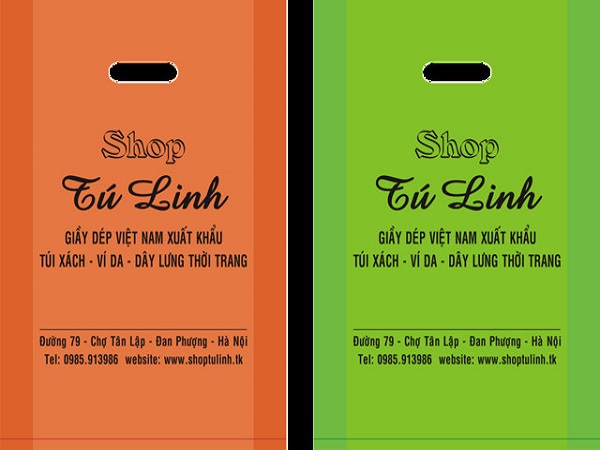 Shop
Tú Linh
GIẦY DÉP VIỆT NAM XUẤT KHẨU
TÚI XÁCH - VÍ DA - DÂY LƯNG THỜI TRANG
Đường 79 - Chợ Tân Lập - Đan Phượng - Hà Nội
Tel: 0985.913986 website: www.shoptulinh.tk
Shop
Tú Linh
GIẦY DÉP VIỆT NAM XUẤT KHẨU
TÚI XÁCH - VÍ DA - DÂY LƯNG THỜI TRANG
Đường 79 - Chợ Tân Lập - Đan Phượng - Hà Nội
Tel: 0985.913986 website: www.shoptulinh.tk